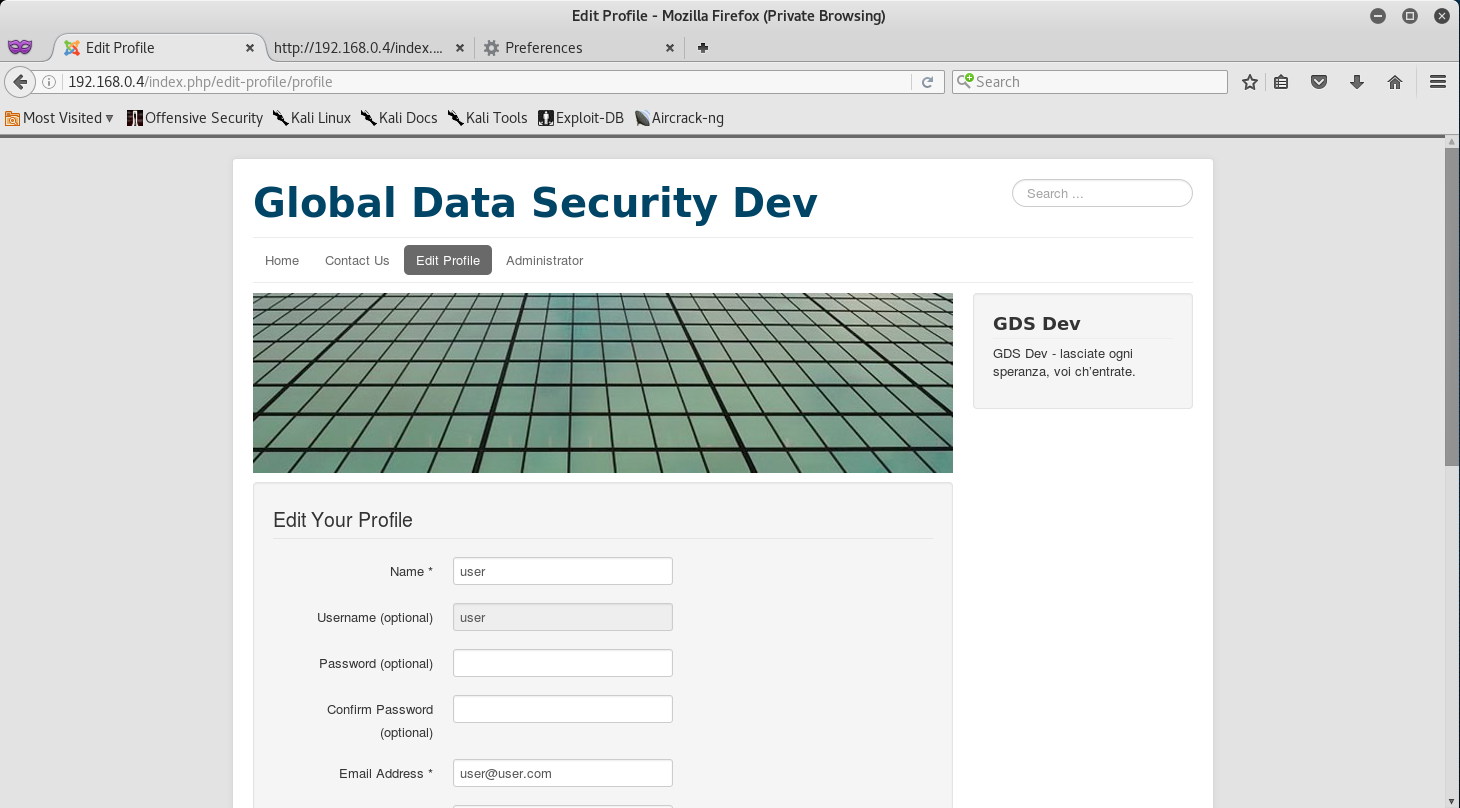 Edit Profile - Mozilla Firefox (Private Browsing)
Edit Profile
http://192.168.0.4/index....
Preferences
192.168.0.4/index.php/edit-profile/profile
Search
Most Visited
Offensive Security
Kali Linux
Kali Docs
Kali Tools
Exploit-DB
Aircrack-ng
Global Data Security Dev
Search ...
Home
Contact Us
Edit Profile
Administrator
GDS Dev
GDS Dev - lasciate ogni
speranza, voi ch'entrate.
Edit Your Profile
Name *
user
Username (optional)
user
Password (optional)
Confirm Password
(optional)
Email Address *
user@user.com